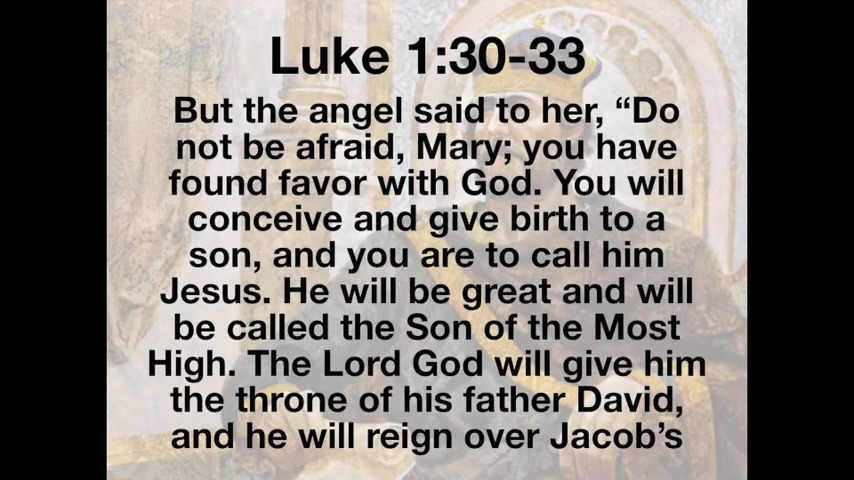 Luke 1:30-33
But the angel said to her, “Do
not be afraid, Mary; you have
found favor with God. You will
conceive and give birth to a
son, and you are to call him
Jesus. He will be great and will
be called the Son of the Most
High. The Lord God will give him
the throne of his father David,
and he will reign over Jacob’s